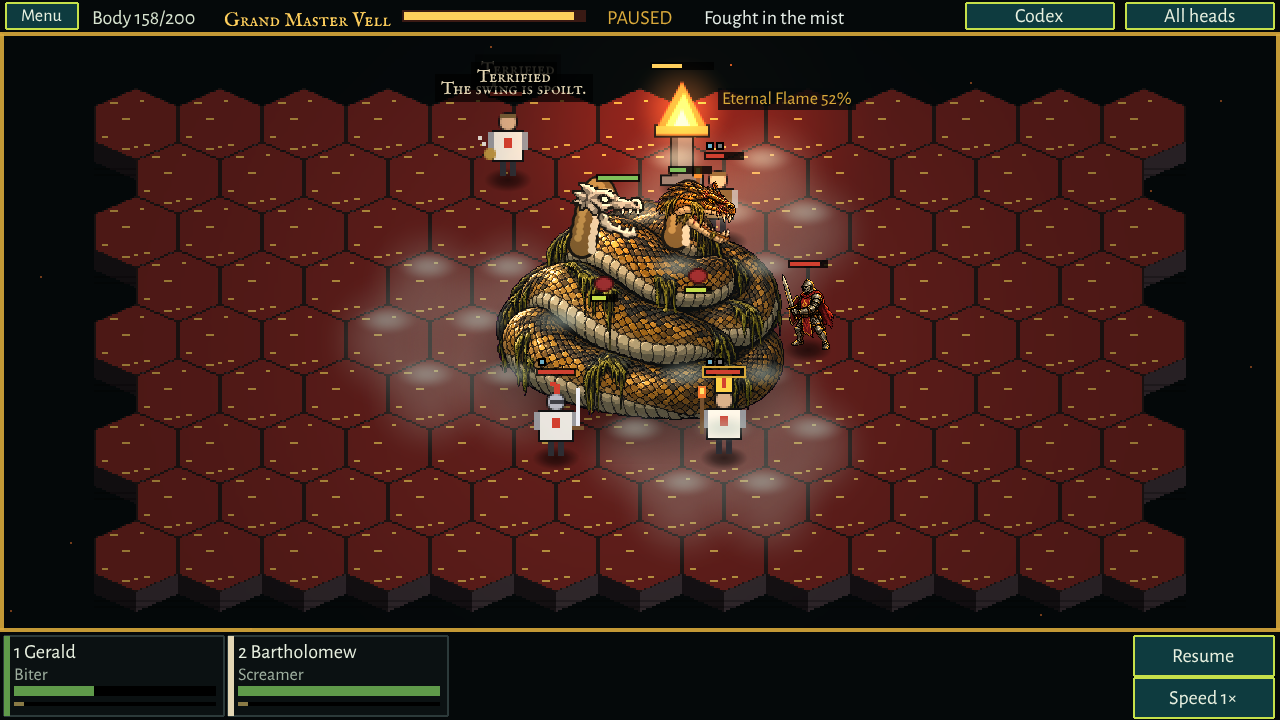 Menu
Body 158/200
Grand Master Vell
PAUSED
Fought in the mist
Codex
All heads
Terrified
Terrified
The swing is spoilt.
Eternal Flame 52%
1 Gerald
Biter
2 Bartholomew
Screamer
Resume
Speed 1×